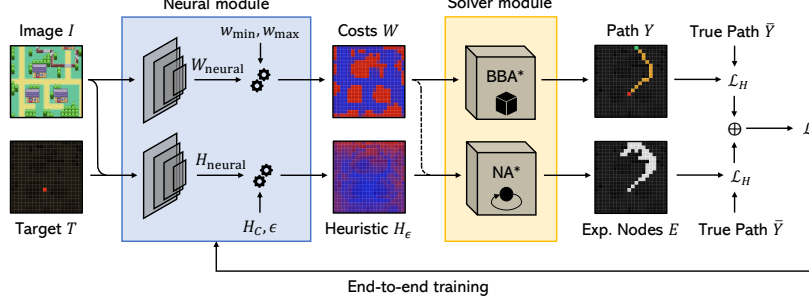 Neural module
Solver module
Image I
W_neural
w_min, w_max
Costs W
BBA*
Path Y
True Path Ȳ
ℒ_H
⊕
ℒ
H_neural
NA*
ℒ_H
Target T
H_C, ϵ
Heuristic H_ϵ
Exp. Nodes E
True Path Ȳ
End-to-end training